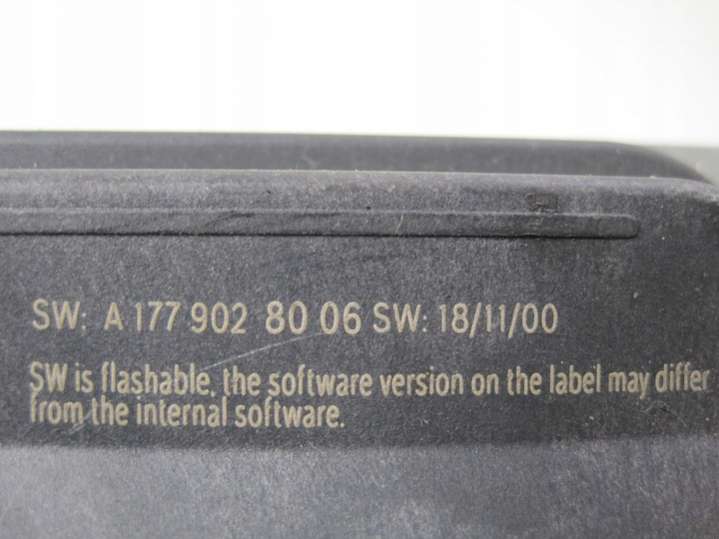 SW: A 177 902 80 06 SW: 18/11/00
SW is flashable, the software version on the label may differ
from the internal software.